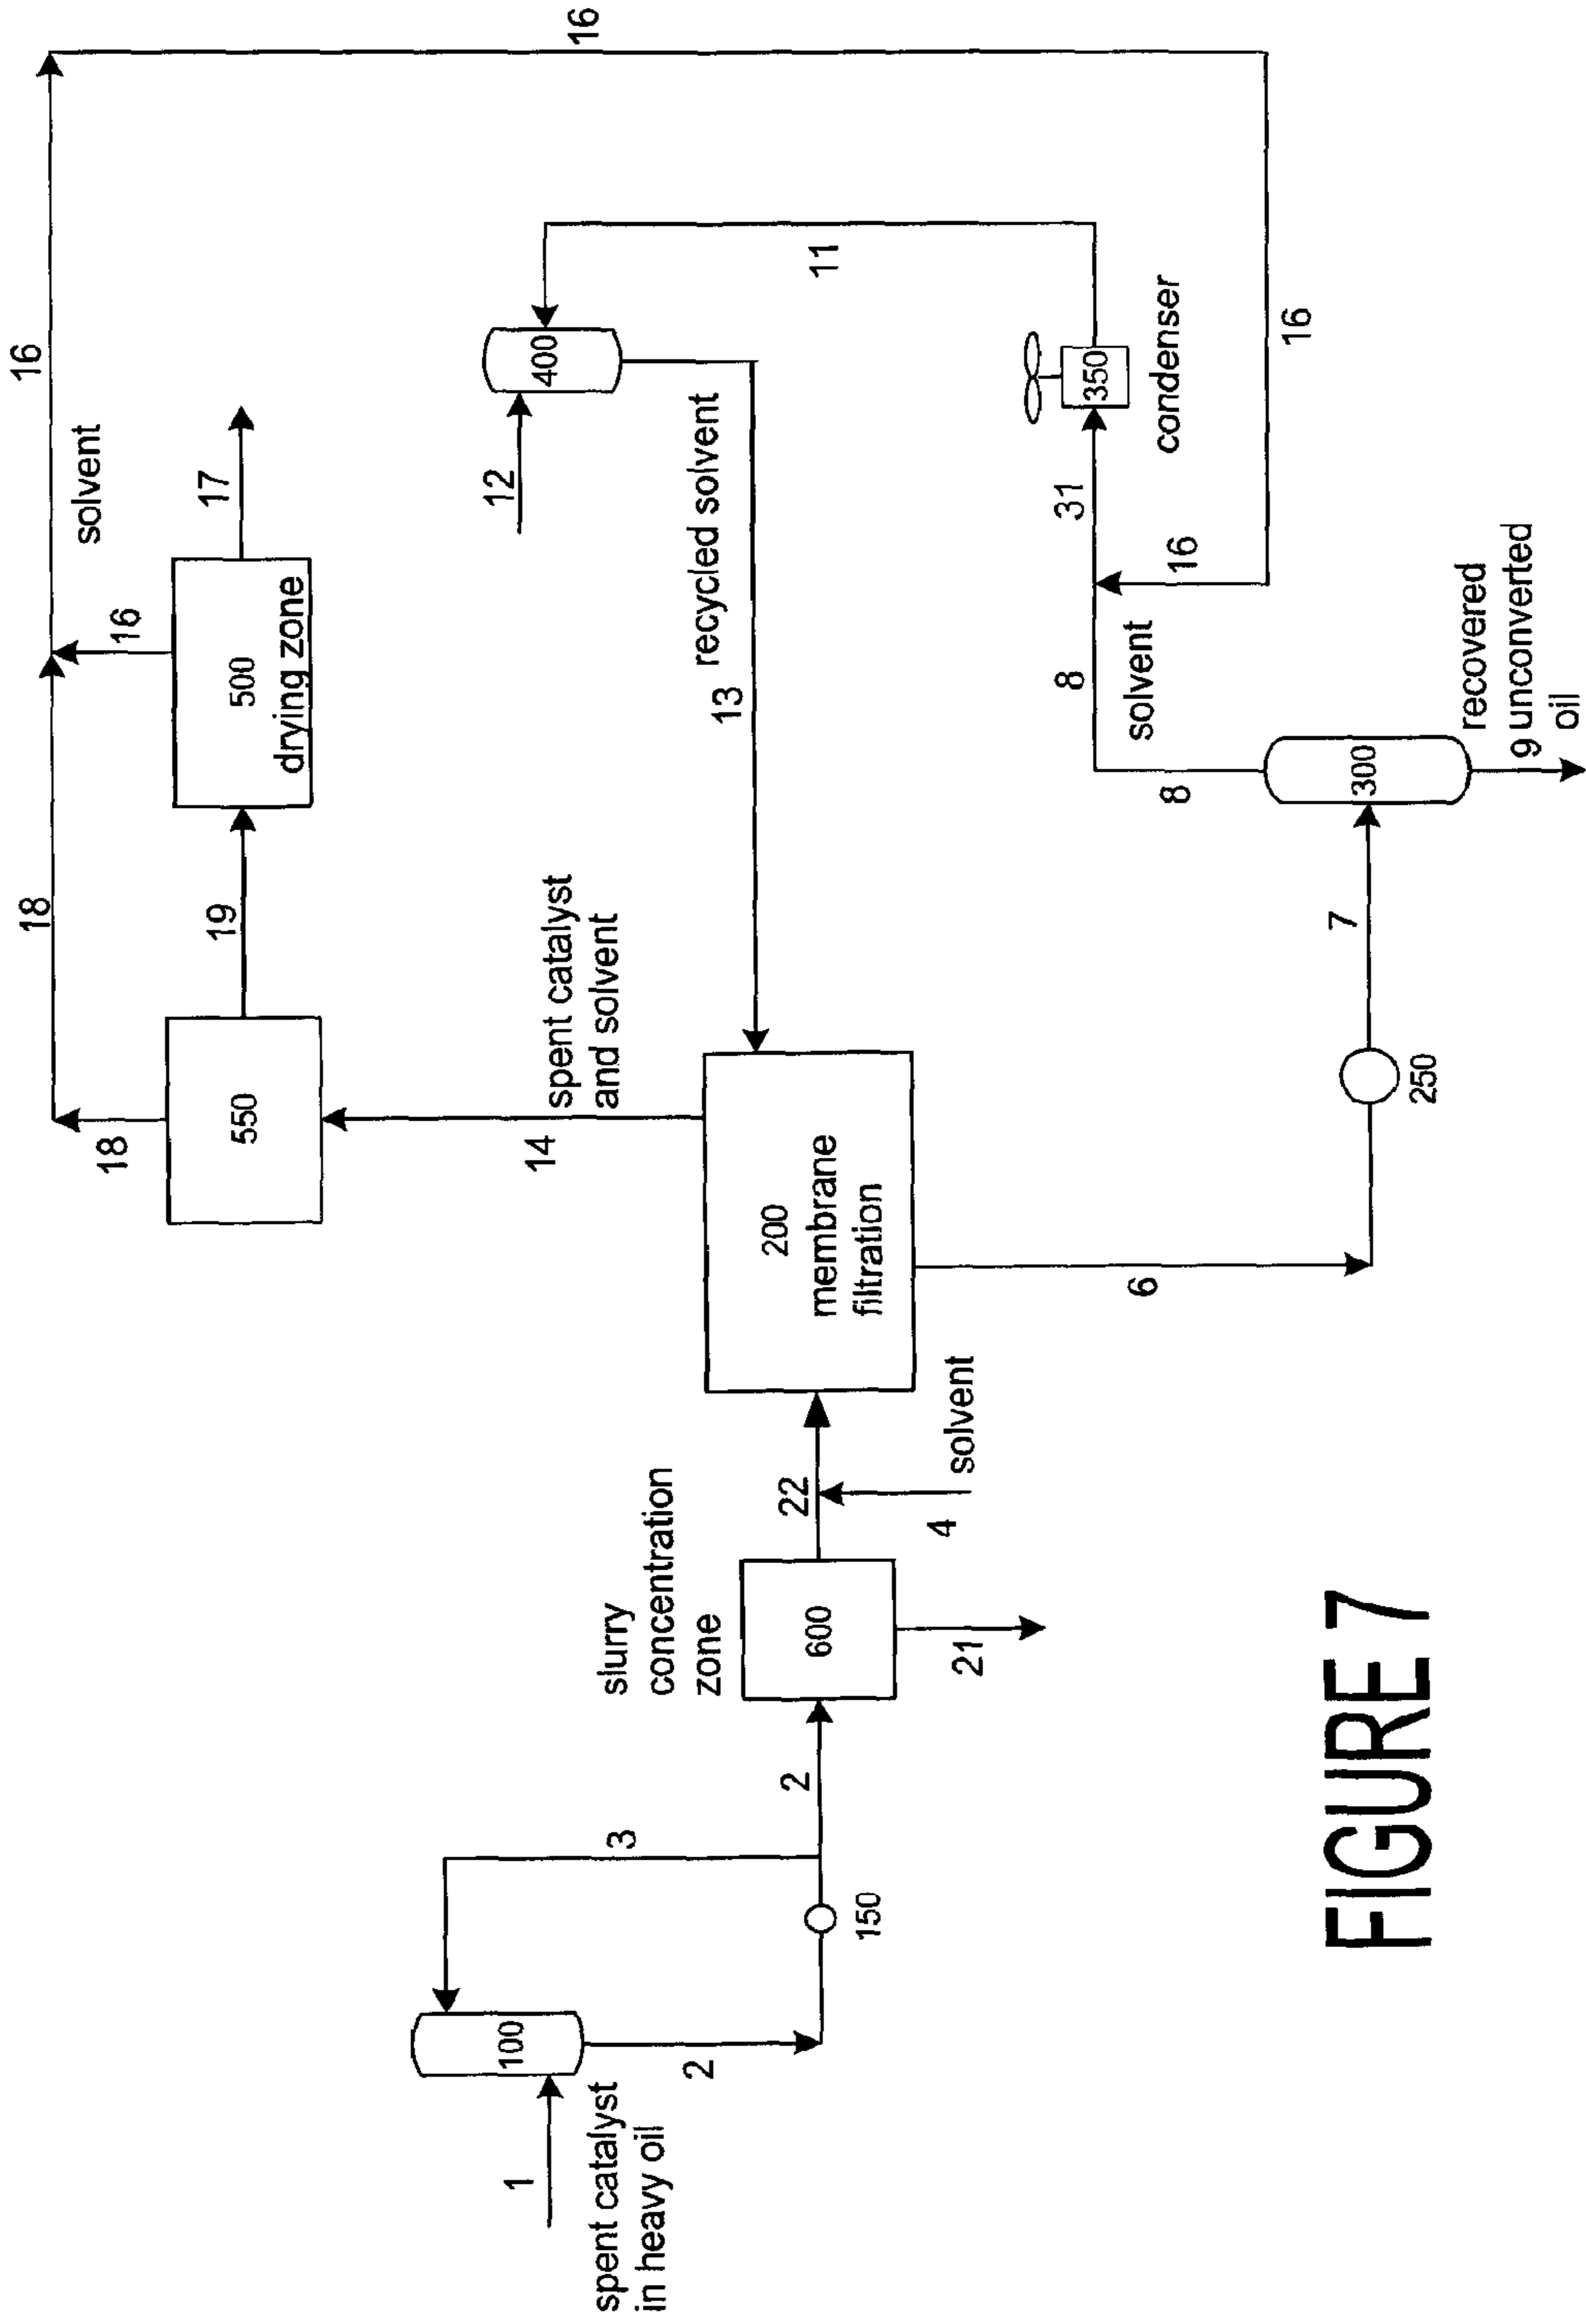 18
16
16
solvent
18
16
550
19
500
drying zone
17
14
spent catalyst
and solvent
12
400
recycled solvent
13
11
1
spent catalyst
in heavy oil
100
3
2
150
2
slurry
concentration
zone
600
21
22
4
solvent
200
membrane
filtration
6
250
7
300
8
8
solvent
31
350
condenser
16
16
9
recovered
unconverted
oil
FIGURE 7